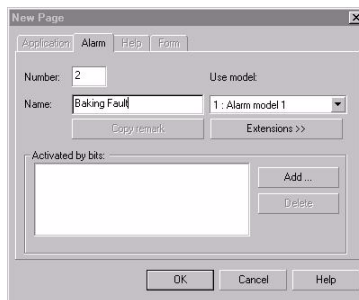 New Page
Application Alarm Help Form
Number: 2 Use model:
Name: Baking Fault 1 : Alarm model 1
Copy remark Extensions >>
Activated by bits:
Add ...
Delete
OK Cancel Help